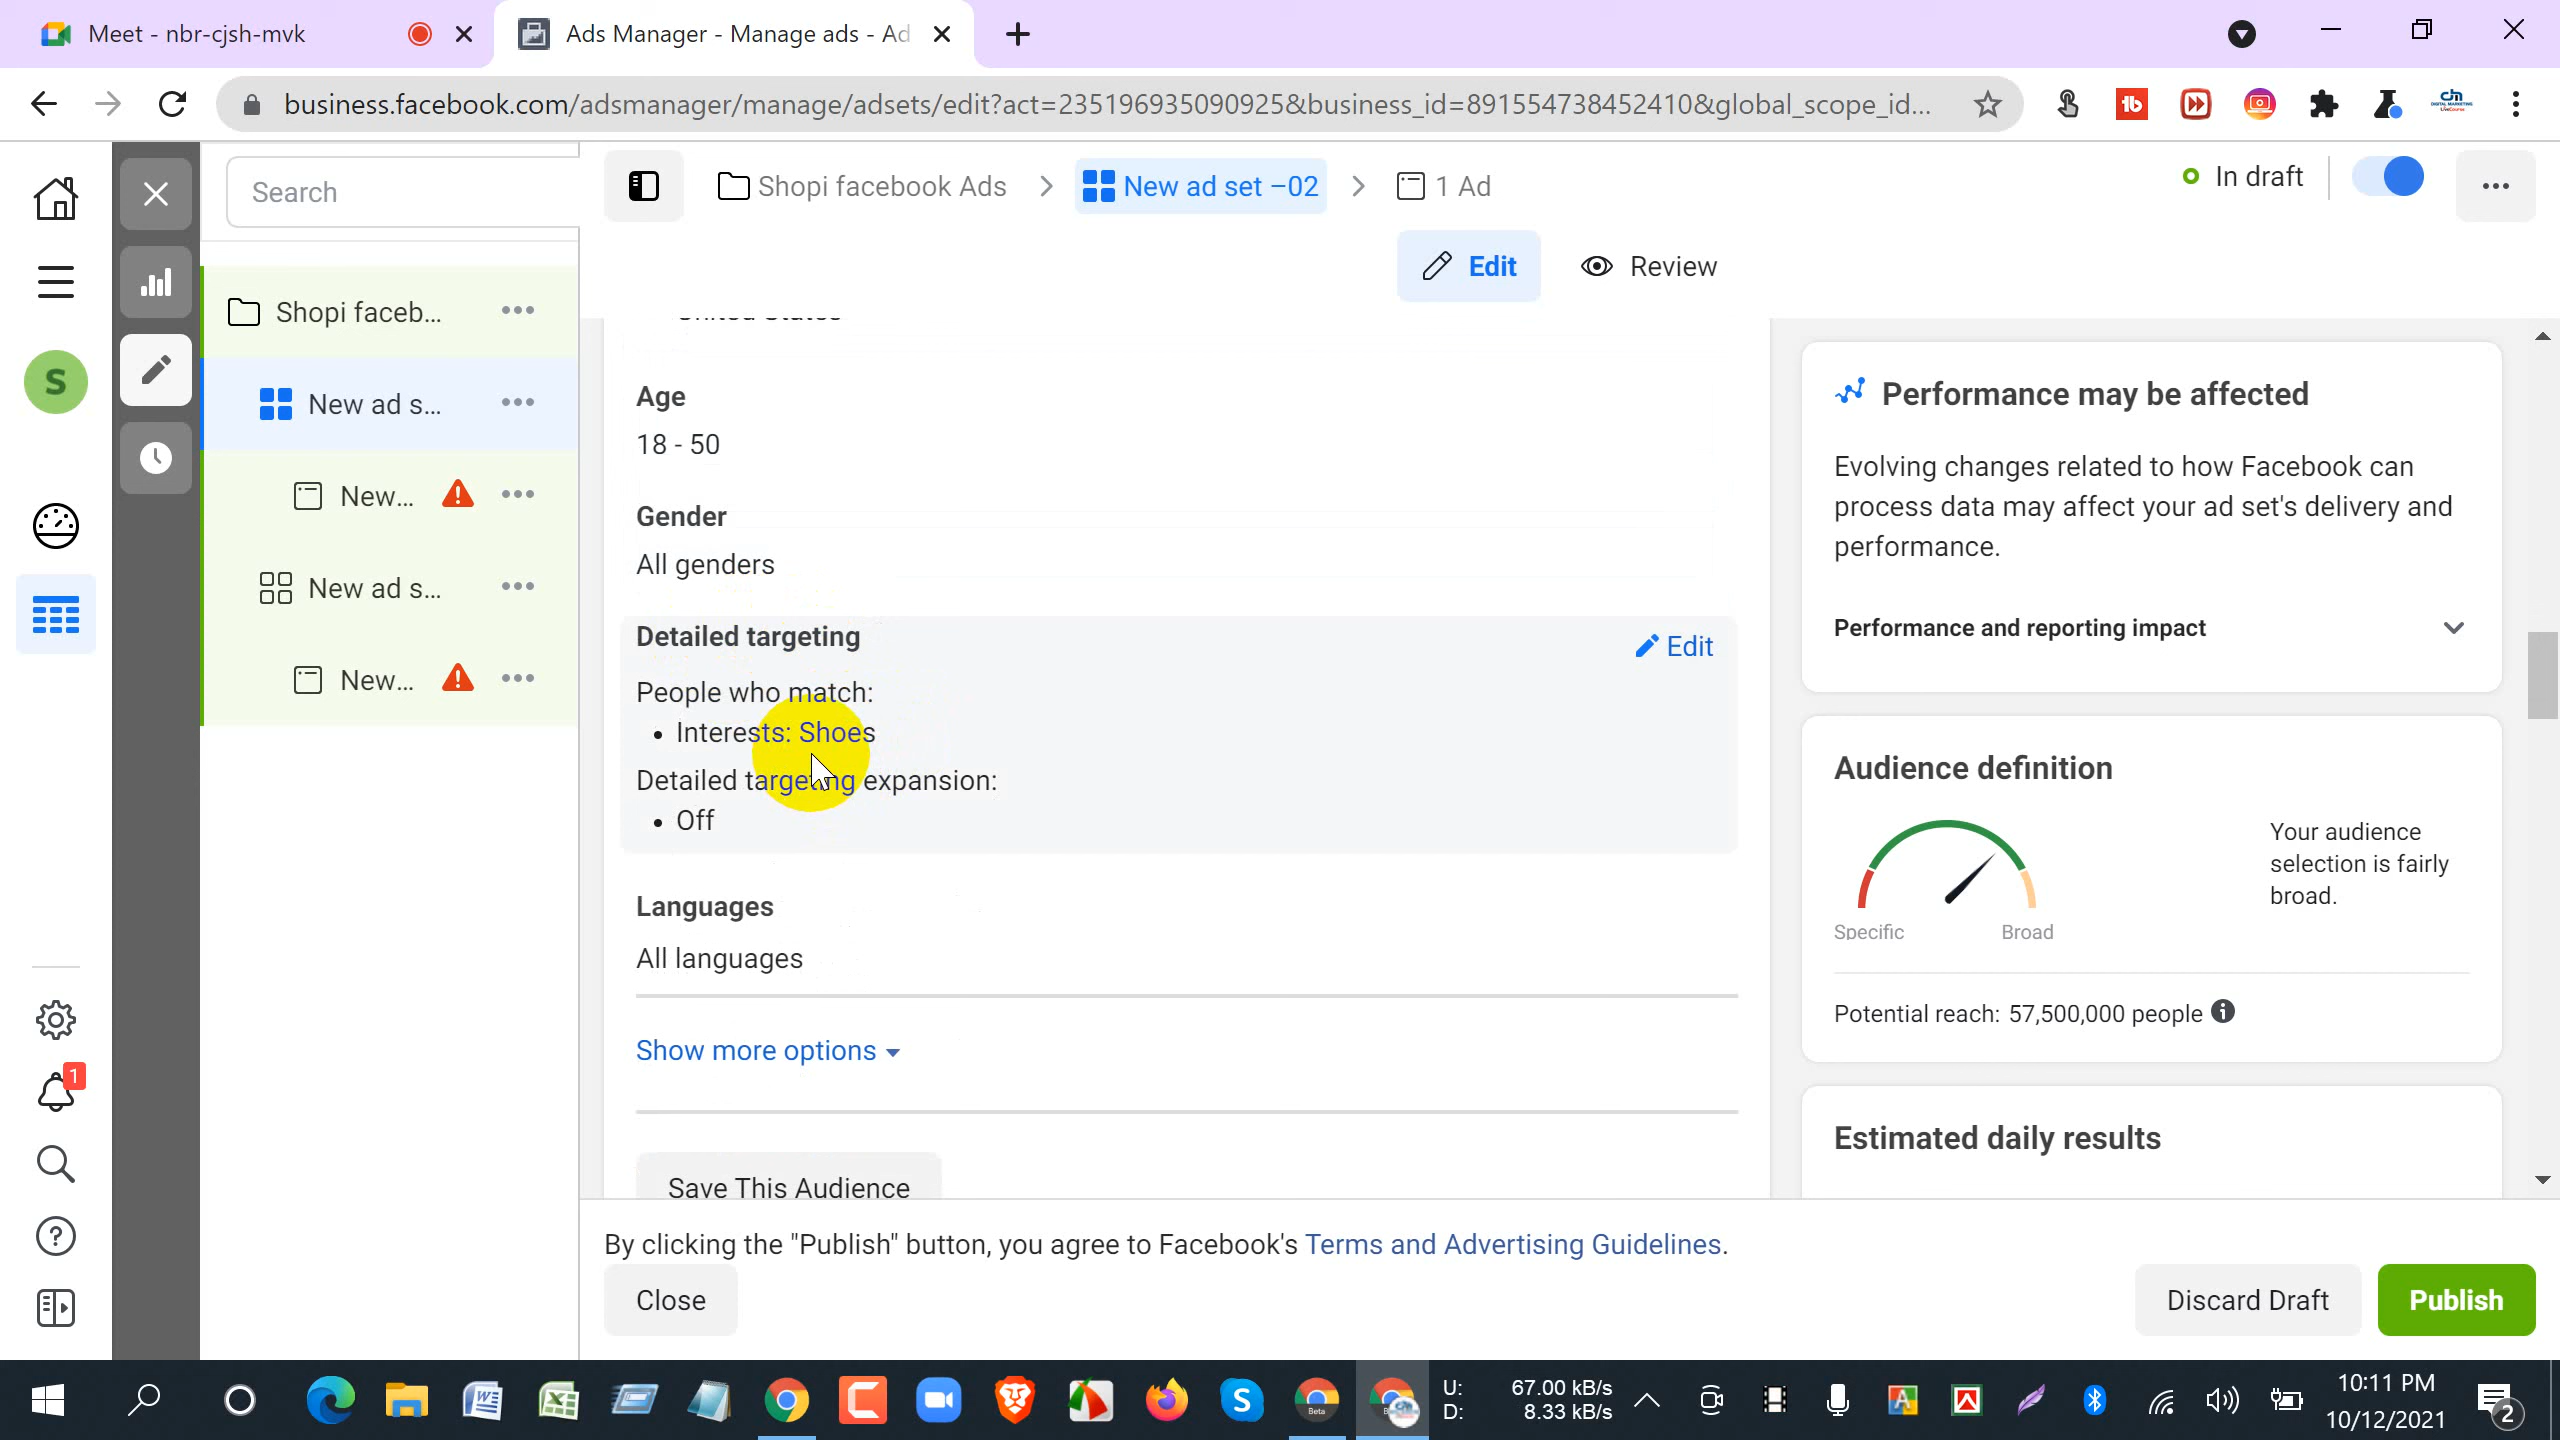 Meet - nbr-cjsh-mvk
Ads Manager - Manage ads - Ad
business.facebook.com/adsmanager/manage/adsets/edit?act=235196935090925&business_id=891554738452410&global_scope_id...
Search
Shopi facebook Ads
New ad set –02
1 Ad
In draft
Edit
Review
S
Shopi faceb...
New ad s...
New...
New ad s...
New...
United States
Age
18 - 50
Gender
All genders
Detailed targeting
Edit
People who match:
• Interests: Shoes
Detailed targeting expansion:
• Off
Languages
All languages
Show more options
Save This Audience
Performance may be affected
Evolving changes related to how Facebook can
process data may affect your ad set's delivery and
performance.
Performance and reporting impact
Audience definition
Your audience
selection is fairly
broad.
Specific
Broad
Potential reach: 57,500,000 people
Estimated daily results
1
By clicking the "Publish" button, you agree to Facebook's Terms and Advertising Guidelines.
Close
Discard Draft
Publish
U: 67.00 kB/s
D: 8.33 kB/s
10:11 PM
10/12/2021
2